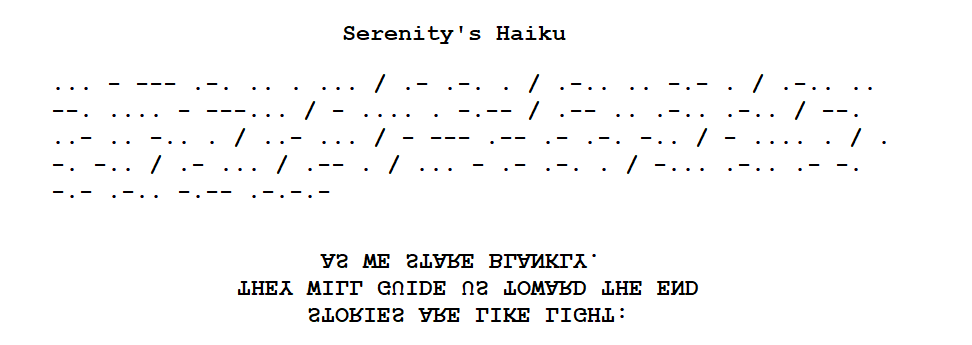 Serenity's Haiku
... - --- .-. .. . ... / .- .-. . / .-.. .. -.- . / .-.. ..
--. .... - ---... / - .... . -.-- / .-- .. .-.. .-.. / --.
..- .. -.. . / ..- ... / - --- .-- .- .-. -.. / - .... . / .
-. -.. / .- ... / .-- . / ... - .- .-. . / -... .-.. .- -.
-.- .-.. -.-- .-.-.-
STORIES ARE LIKE LIGHT:
THEY WILL GUIDE US TOWARD THE END
AS WE STARE BLANKLY.